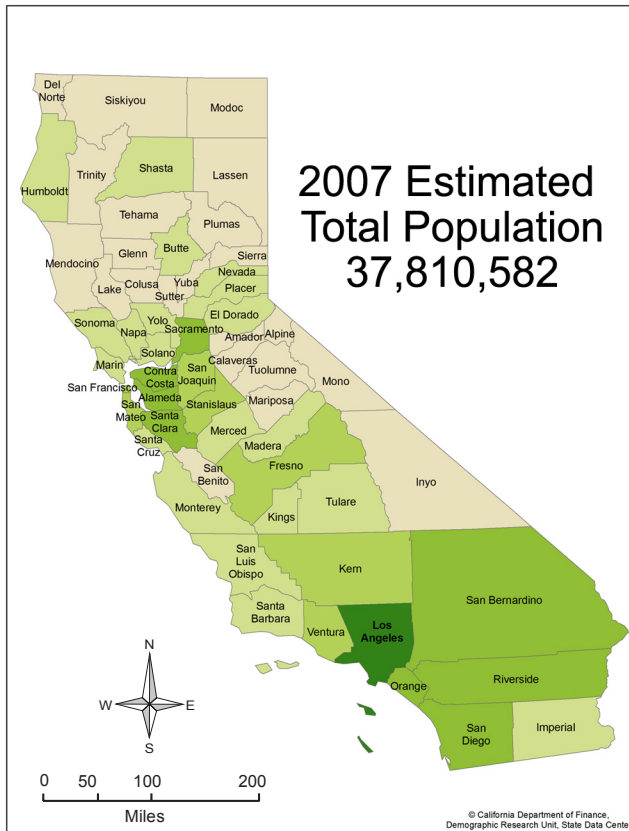 Del
Norte
Siskiyou
Modoc
Trinity
Shasta
Lassen
Humboldt
2007 Estimated
Total Population
37,810,582
Tehama
Plumas
Butte
Glenn
Sierra
Mendocino
Nevada
Colusa
Yuba
Placer
Lake
Sutter
El Dorado
Sonoma
Yolo
Sacramento
Napa
Amador
Alpine
Solano
Calaveras
Marin
Contra
Costa
San
Joaquin
Tuolumne
Mono
San Francisco
Alameda
Mariposa
San
Mateo
Stanislaus
Santa
Clara
Merced
Santa
Cruz
Madera
Fresno
San
Benito
Inyo
Monterey
Tulare
Kings
San
Luis
Obispo
Kern
San Bernardino
Santa
Barbara
Ventura
Los
Angeles
Orange
Riverside
San
Diego
Imperial
N
W
E
S
0 50 100 200
Miles
© California Department of Finance,
Demographic Research Unit, State Data Cente